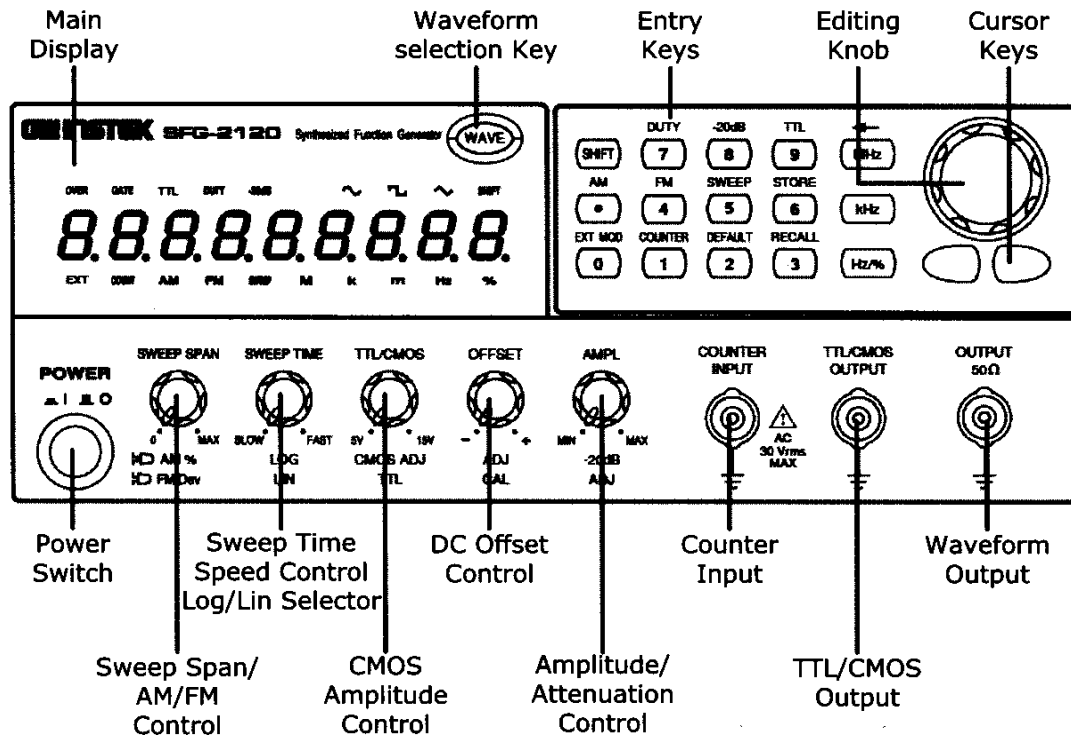 Main Display
Waveform selection Key
Entry Keys
Editing Knob
Cursor Keys
GW INSTEK SFG-2120 Synthesized Function Generator
WAVE
OVER GATE TTL DUTY -20dB SHIFT
8.8.8.8.8.8.8.8.8.
EXT COUNT AM FM SWEEP M k m Hz %
DUTY -20dB TTL
SHIFT 7 8 9 MHz
AM FM SWEEP STORE
• 4 5 6 kHz
EXT MOD COUNTER DEFAULT RECALL
0 1 2 3 Hz/%
POWER
SWEEP SPAN
0 MAX
AM %
FM Dev
SWEEP TIME
SLOW FAST
LOG
LIN
TTL/CMOS
5V 15V
CMOS ADJ
TTL
OFFSET
- +
ADJ
CAL
AMPL
MIN MAX
-20dB
ADJ
COUNTER
INPUT
AC
30 Vrms
MAX
TTL/CMOS
OUTPUT
OUTPUT
50Ω
Power
Switch
Sweep Time
Speed Control
Log/Lin Selector
DC Offset
Control
Counter
Input
Waveform
Output
Sweep Span/
AM/FM
Control
CMOS
Amplitude
Control
Amplitude/
Attenuation
Control
TTL/CMOS
Output